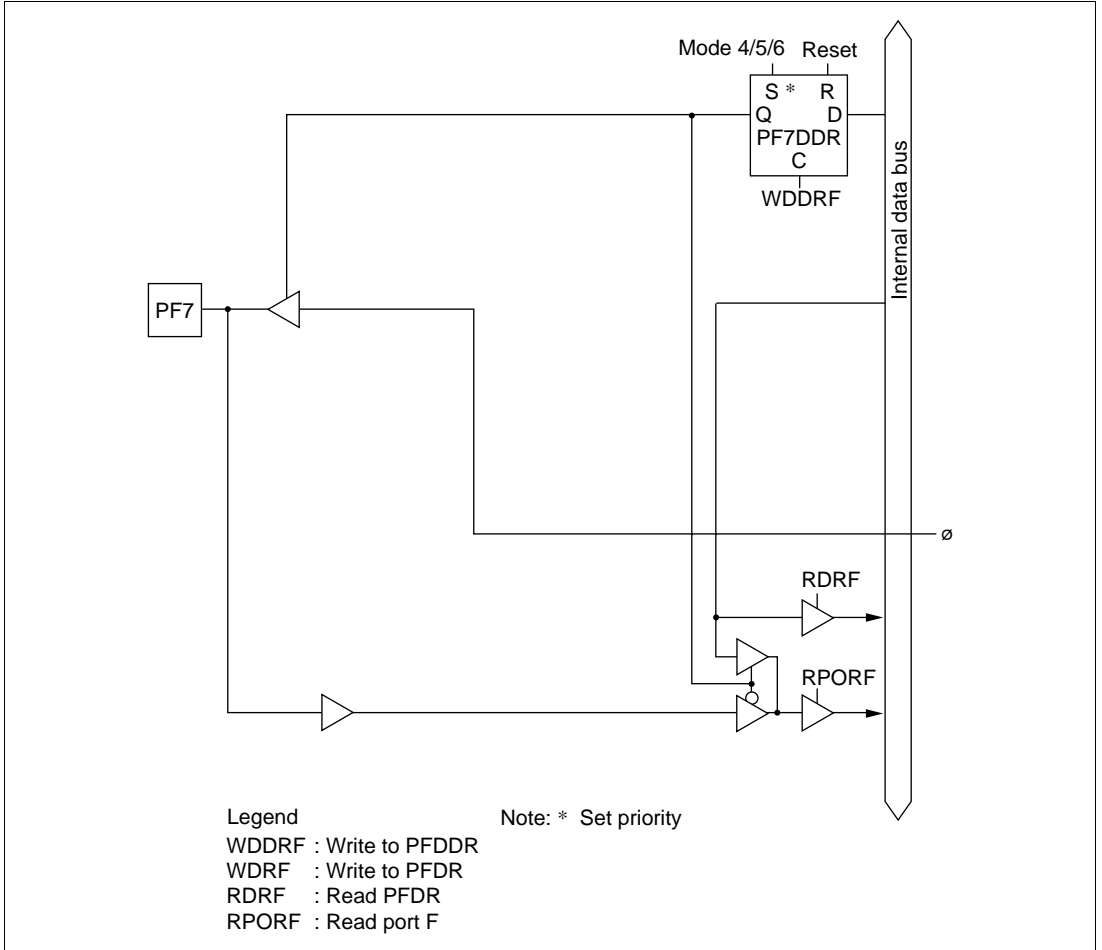 Mode 4/5/6 Reset
S * R
Q D
PF7DDR
C
WDDRF
Internal data bus
PF7
ø
RDRF
RPORF
Legend Note: * Set priority
WDDRF : Write to PFDDR
WDRF : Write to PFDR
RDRF : Read PFDR
RPORF : Read port F